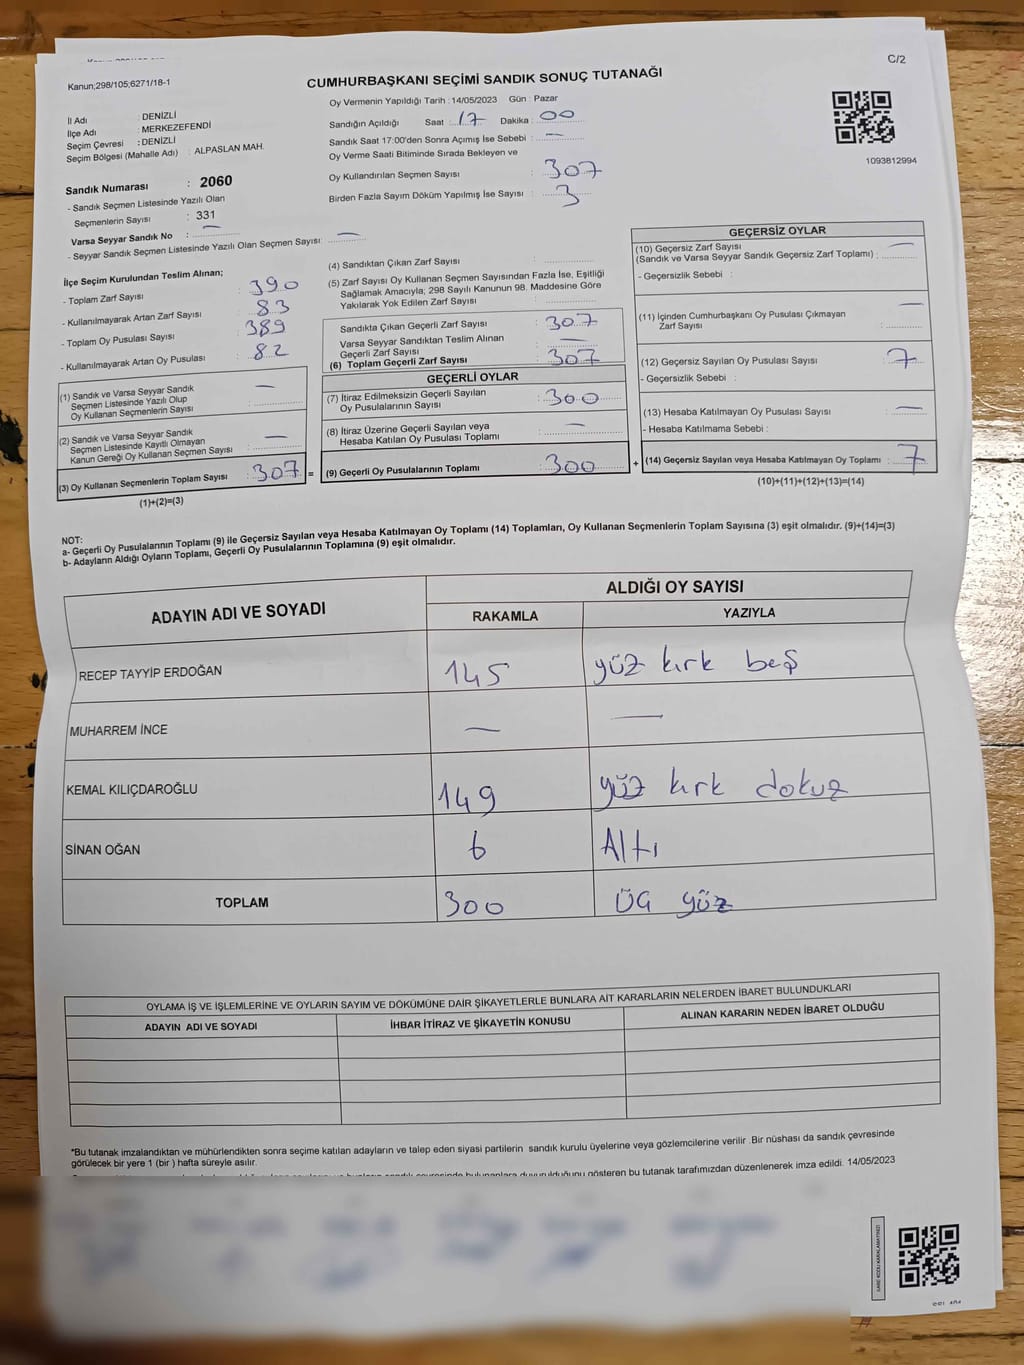 C/2
Kanun;298/105;6271/18-1
CUMHURBAŞKANI SEÇİMİ SANDIK SONUÇ TUTANAĞI
Oy Vermenin Yapıldığı Tarih : 14/05/2023 Gün : Pazar
İl Adı : DENİZLİ
İlçe Adı : MERKEZEFENDİ
Seçim Çevresi : DENİZLİ
Seçim Bölgesi (Mahalle Adı) : ALPASLAN MAH.
Sandığın Açıldığı Saat : 17 Dakika : 00
Sandık Saat 17:00'den Sonra Açımış İse Sebebi : —
Oy Verme Saati Bitiminde Sırada Bekleyen ve
Oy Kullandırılan Seçmen Sayısı : 307
Birden Fazla Sayım Döküm Yapılmış İse Sayısı : 3
1093812994
Sandık Numarası : 2060
- Sandık Seçmen Listesinde Yazılı Olan
Seçmenlerin Sayısı : 331
Varsa Seyyar Sandık No : —
- Seyyar Sandık Seçmen Listesinde Yazılı Olan Seçmen Sayısı: —
İlçe Seçim Kurulundan Teslim Alınan;
- Toplam Zarf Sayısı : 390
- Kullanılmayarak Artan Zarf Sayısı : 83
- Toplam Oy Pusulası Sayısı : 389
- Kullanılmayarak Artan Oy Pusulası : 82
(1) Sandık ve Varsa Seyyar Sandık
Seçmen Listesinde Yazılı Olup
Oy Kullanan Seçmenlerin Sayısı : —
(2) Sandık ve Varsa Seyyar Sandık
Seçmen Listesinde Kayıtlı Olmayan
Kanun Gereği Oy Kullanan Seçmen Sayısı : —
(3) Oy Kullanan Seçmenlerin Toplam Sayısı : 307 =
(1)+(2)=(3)
(4) Sandıktan Çıkan Zarf Sayısı :
(5) Zarf Sayısı Oy Kullanan Seçmen Sayısından Fazla İse, Eşitliği
Sağlamak Amacıyla; 298 Sayılı Kanunun 98. Maddesine Göre
Yakılarak Yok Edilen Zarf Sayısı :
Sandıkta Çıkan Geçerli Zarf Sayısı : 307
Varsa Seyyar Sandıktan Teslim Alınan
Geçerli Zarf Sayısı : —
(6) Toplam Geçerli Zarf Sayısı : 307
GEÇERLİ OYLAR
(7) İtiraz Edilmeksizin Geçerli Sayılan
Oy Pusulalarının Sayısı : 300
(8) İtiraz Üzerine Geçerli Sayılan veya
Hesaba Katılan Oy Pusulası Toplamı : —
(9) Geçerli Oy Pusulalarının Toplamı : 300 +
GEÇERSİZ OYLAR
(10) Geçersiz Zarf Sayısı
(Sandık ve Varsa Seyyar Sandık Geçersiz Zarf Toplamı) : —
- Geçersizlik Sebebi :
(11) İçinden Cumhurbaşkanı Oy Pusulası Çıkmayan
Zarf Sayısı : —
(12) Geçersiz Sayılan Oy Pusulası Sayısı : 7
- Geçersizlik Sebebi :
(13) Hesaba Katılmayan Oy Pusulası Sayısı : —
- Hesaba Katılmama Sebebi :
(14) Geçersiz Sayılan veya Hesaba Katılmayan Oy Toplamı : 7
(10)+(11)+(12)+(13)=(14)
NOT:
a- Geçerli Oy Pusulalarının Toplamı (9) ile Geçersiz Sayılan veya Hesaba Katılmayan Oy Toplamı (14) Toplamları, Oy Kullanan Seçmenlerin Toplam Sayısına (3) eşit olmalıdır. (9)+(14)=(3)
b- Adayların Aldığı Oyların Toplamı, Geçerli Oy Pusulalarının Toplamına (9) eşit olmalıdır.
ADAYIN ADI VE SOYADI ALDIĞI OY SAYISI
RAKAMLA YAZIYLA
RECEP TAYYİP ERDOĞAN 145 yüz kırk beş
MUHARREM İNCE — —
KEMAL KILIÇDAROĞLU 149 yüz kırk dokuz
SİNAN OĞAN 6 Altı
TOPLAM 300 Üç yüz
OYLAMA İŞ VE İŞLEMLERİNE VE OYLARIN SAYIM VE DÖKÜMÜNE DAİR ŞİKAYETLERLE BUNLARA AİT KARARLARIN NELERDEN İBARET BULUNDUKLARI
ADAYIN ADI VE SOYADI İHBAR İTİRAZ VE ŞİKAYETİN KONUSU ALINAN KARARIN NEDEN İBARET OLDUĞU
*Bu tutanak imzalandıktan ve mühürlendikten sonra seçime katılan adayların ve talep eden siyasi partilerin sandık kurulu üyelerine veya gözlemcilerine verilir .Bir nüshası da sandık çevresinde
görülecek bir yere 1 (bir ) hafta süreyle asılır.
bulunanlara duyurulduğunu gösteren bu tutanak tarafımızdan düzenlenerek imza edildi. 14/05/2023